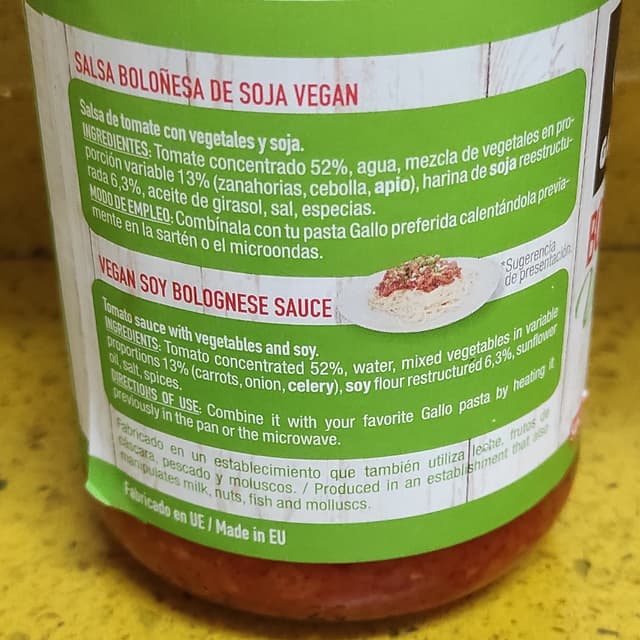 SALSA BOLOÑESA DE SOJA VEGAN
Salsa de tomate con vegetales y soja.
INGREDIENTES: Tomate concentrado 52%, agua, mezcla de vegetales en pro-
porción variable 13% (zanahorias, cebolla, apio), harina de soja reestructu-
rada 6,3%, aceite de girasol, sal, especias.
MODO DE EMPLEO: Combínala con tu pasta Gallo preferida calentándola previa-
mente en la sartén o el microondas.
*Sugerencia
de presentación.
VEGAN SOY BOLOGNESE SAUCE
Tomato sauce with vegetables and soy.
INGREDIENTS: Tomato concentrated 52%, water, mixed vegetables in variable
proportions 13% (carrots, onion, celery), soy flour restructured 6,3%, sunflower
oil, salt, spices.
DIRECTIONS OF USE: Combine it with your favorite Gallo pasta by heating it
previously in the pan or the microwave.
Fabricado en un establecimiento que también utiliza leche, frutos de
cáscara, pescado y moluscos. / Produced in an establishment that also
manipulates milk, nuts, fish and molluscs.
Fabricado en UE / Made in EU